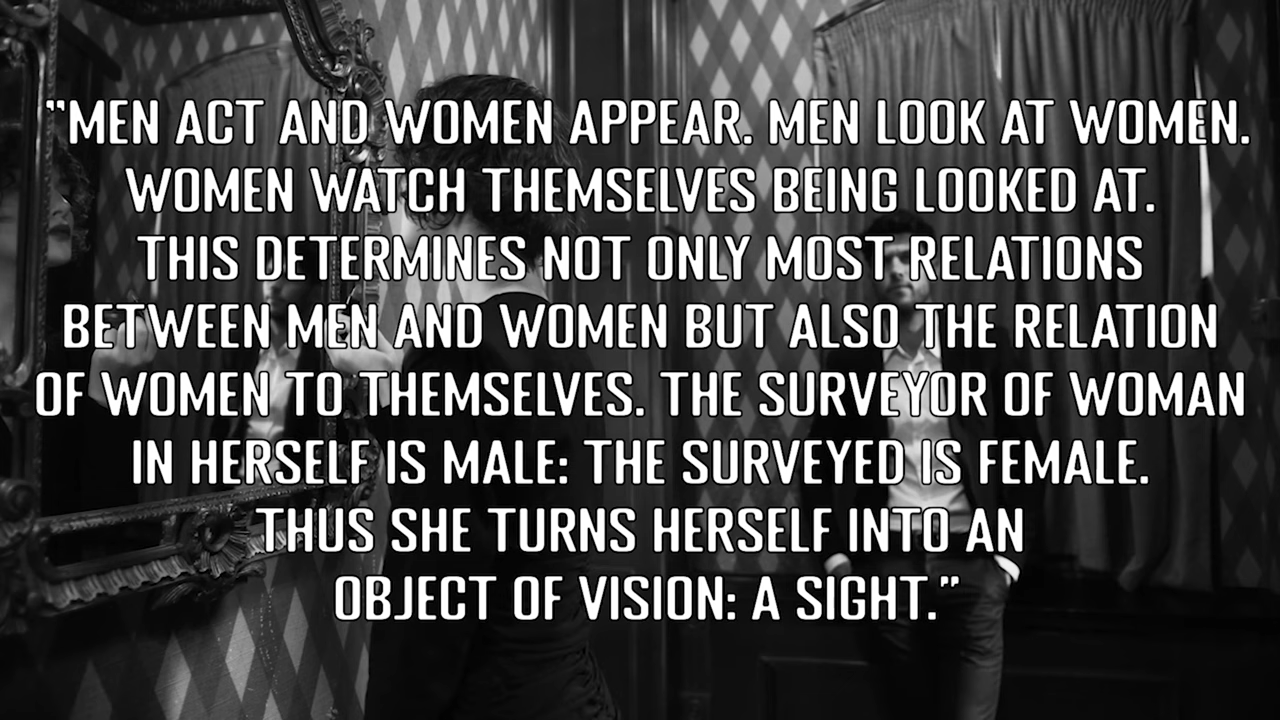 "MEN ACT AND WOMEN APPEAR. MEN LOOK AT WOMEN.
WOMEN WATCH THEMSELVES BEING LOOKED AT.
THIS DETERMINES NOT ONLY MOST RELATIONS
BETWEEN MEN AND WOMEN BUT ALSO THE RELATION
OF WOMEN TO THEMSELVES. THE SURVEYOR OF WOMAN
IN HERSELF IS MALE: THE SURVEYED IS FEMALE.
THUS SHE TURNS HERSELF INTO AN
OBJECT OF VISION: A SIGHT."